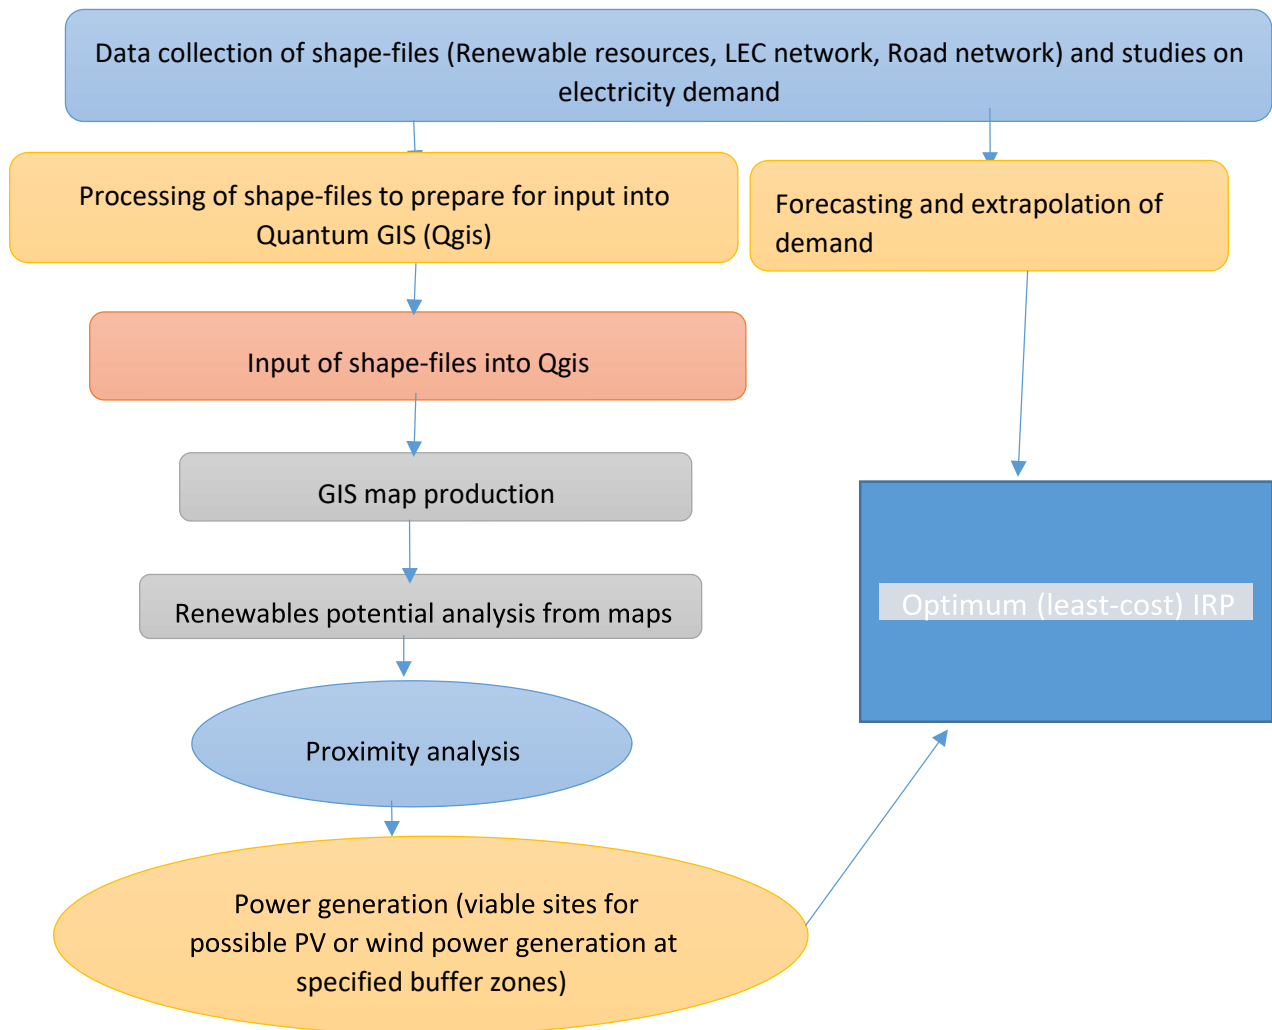 Data collection of shape-files (Renewable resources, LEC network, Road network) and studies on
electricity demand
Processing of shape-files to prepare for input into
Quantum GIS (Qgis)
Forecasting and extrapolation of
demand
Input of shape-files into Qgis
GIS map production
Optimum (least-cost) IRP
Renewables potential analysis from maps
Proximity analysis
Power generation (viable sites for
possible PV or wind power generation at
specified buffer zones)